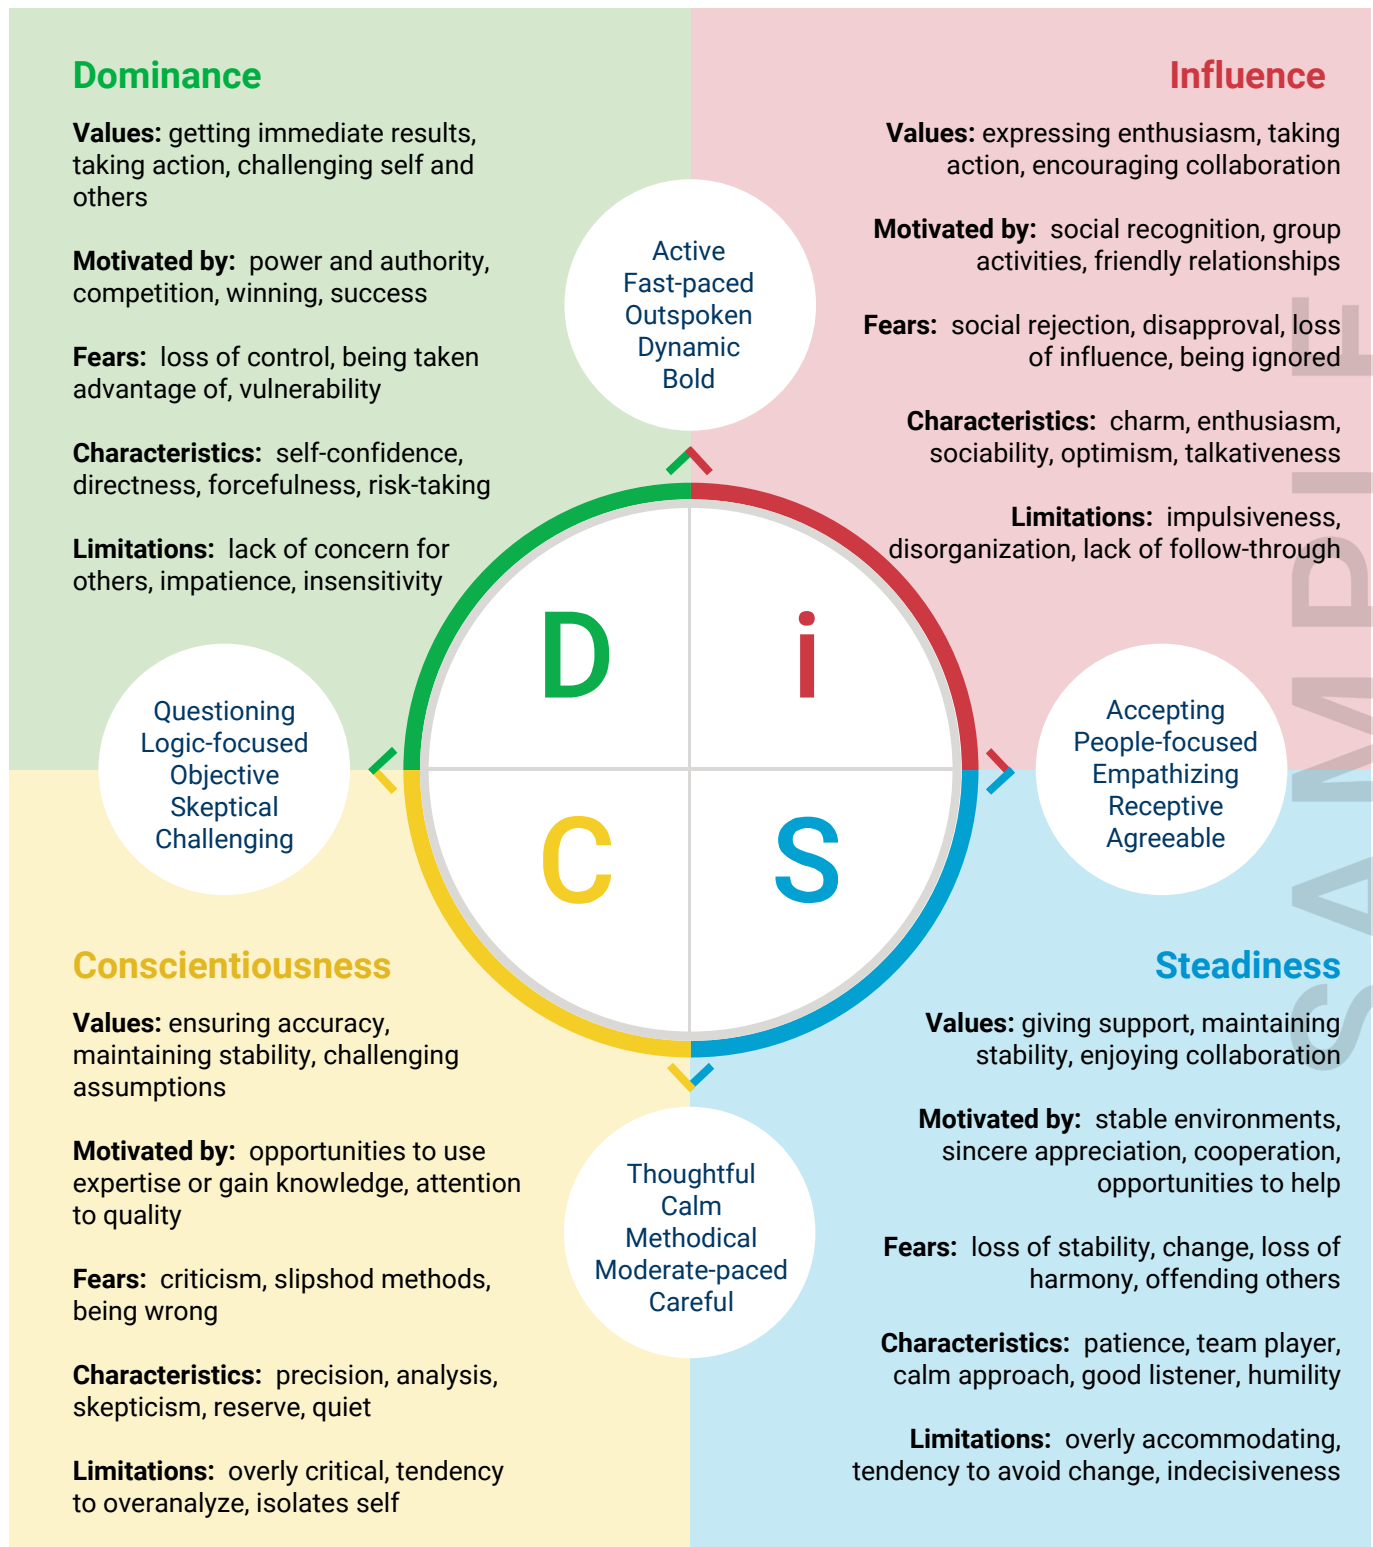 Dominance
Values: getting immediate results,
taking action, challenging self and
others
Motivated by:  power and authority,
competition, winning, success
Fears:  loss of control, being taken
advantage of, vulnerability
Characteristics:  self-confidence,
directness, forcefulness, risk-taking
Limitations:  lack of concern for
others, impatience, insensitivity
Influence
Values: expressing enthusiasm, taking
action, encouraging collaboration
Motivated by:  social recognition, group
activities, friendly relationships
Fears:  social rejection, disapproval, loss
of influence, being ignored
Characteristics:  charm, enthusiasm,
sociability, optimism, talkativeness
Limitations:  impulsiveness,
disorganization, lack of follow-through
Active
Fast-paced
Outspoken
Dynamic
Bold
D
i
C
S
Questioning
Logic-focused
Objective
Skeptical
Challenging
Accepting
People-focused
Empathizing
Receptive
Agreeable
Thoughtful
Calm
Methodical
Moderate-paced
Careful
Conscientiousness
Values: ensuring accuracy,
maintaining stability, challenging
assumptions
Motivated by:  opportunities to use
expertise or gain knowledge, attention
to quality
Fears:  criticism, slipshod methods,
being wrong
Characteristics:  precision, analysis,
skepticism, reserve, quiet
Limitations:  overly critical, tendency
to overanalyze, isolates self
Steadiness
Values: giving support, maintaining
stability, enjoying collaboration
Motivated by:  stable environments,
sincere appreciation, cooperation,
opportunities to help
Fears:  loss of stability, change, loss of
harmony, offending others
Characteristics:  patience, team player,
calm approach, good listener, humility
Limitations:  overly accommodating,
tendency to avoid change, indecisiveness
SAMPLE